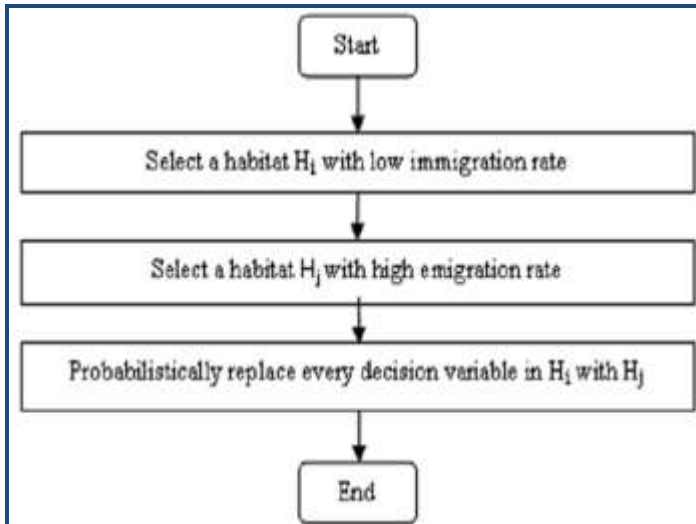 Start
Select a habitat Hi with low immigration rate
Select a habitat Hj with high emigration rate
Probabilistically replace every decision variable in Hi with Hj
End